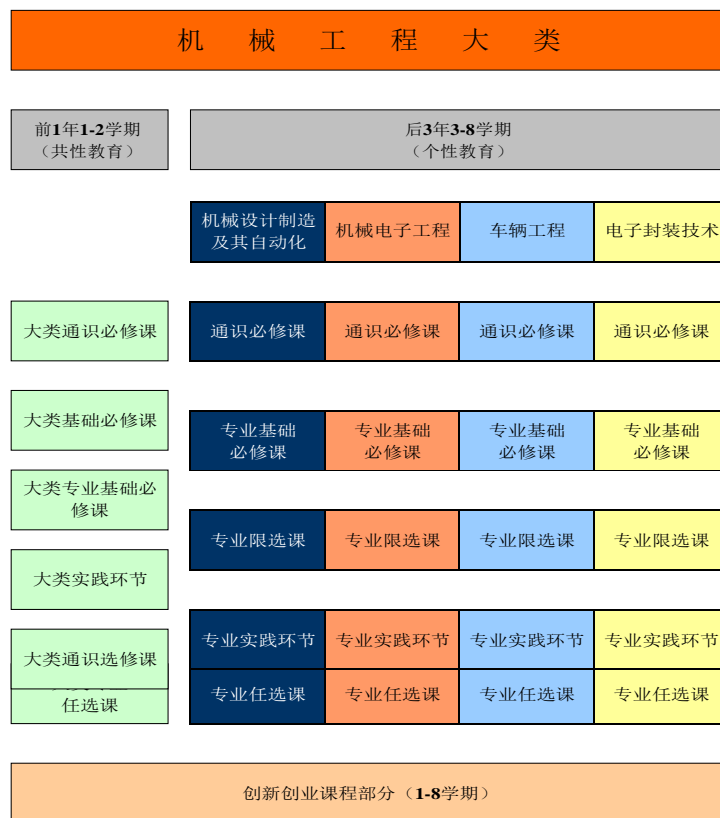 机 械 工 程 大 类
前1年1-2学期
（共性教育）
后3年3-8学期
（个性教育）
机械设计制造
及其自动化
机械电子工程
车辆工程
电子封装技术
大类通识必修课
通识必修课
通识必修课
通识必修课
通识必修课
大类基础必修课
专业基础
必修课
专业基础
必修课
专业基础
必修课
专业基础
必修课
大类专业基础必
修课
专业限选课
专业限选课
专业限选课
专业限选课
大类实践环节
专业实践环节
专业实践环节
专业实践环节
专业实践环节
大类通识选修课
任选课
专业任选课
专业任选课
专业任选课
专业任选课
创新创业课程部分（1-8学期）